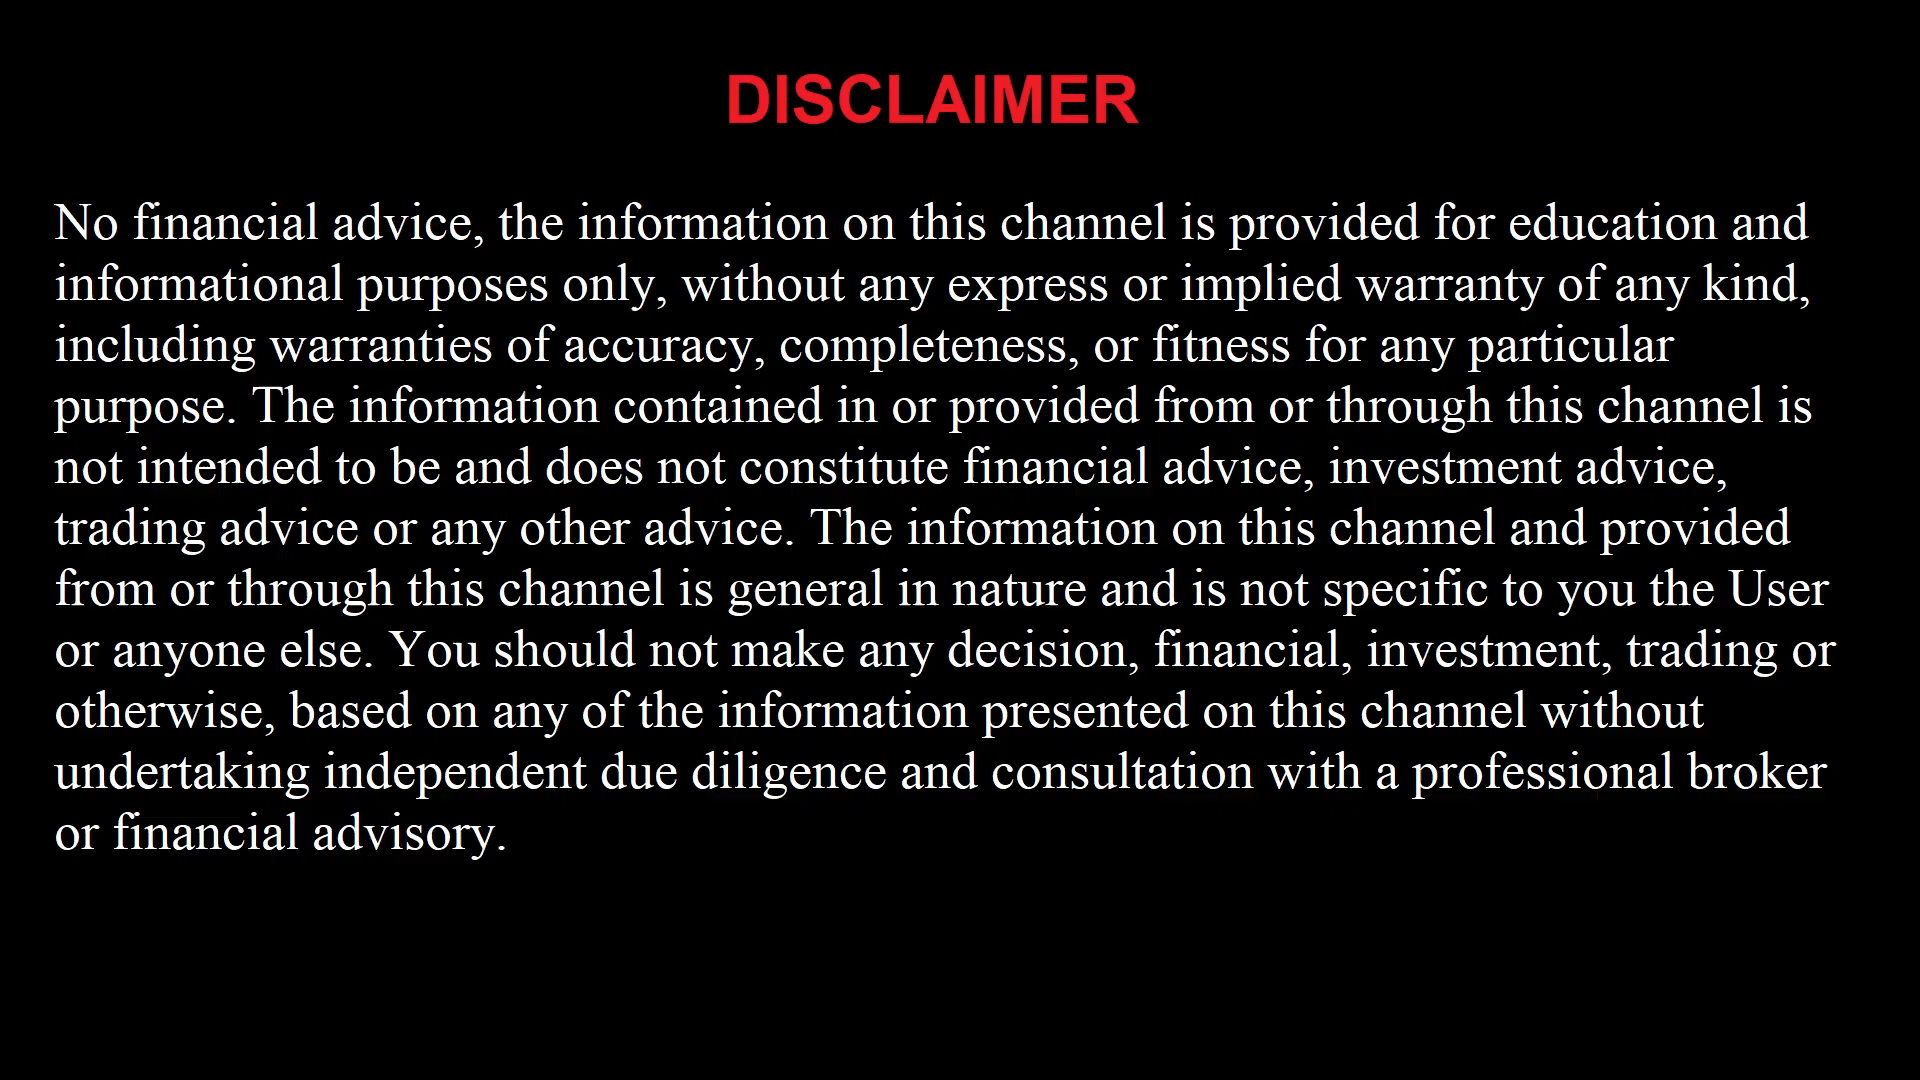 DISCLAIMER
No financial advice, the information on this channel is provided for education and
informational purposes only, without any express or implied warranty of any kind,
including warranties of accuracy, completeness, or fitness for any particular
purpose. The information contained in or provided from or through this channel is
not intended to be and does not constitute financial advice, investment advice,
trading advice or any other advice. The information on this channel and provided
from or through this channel is general in nature and is not specific to you the User
or anyone else. You should not make any decision, financial, investment, trading or
otherwise, based on any of the information presented on this channel without
undertaking independent due diligence and consultation with a professional broker
or financial advisory.